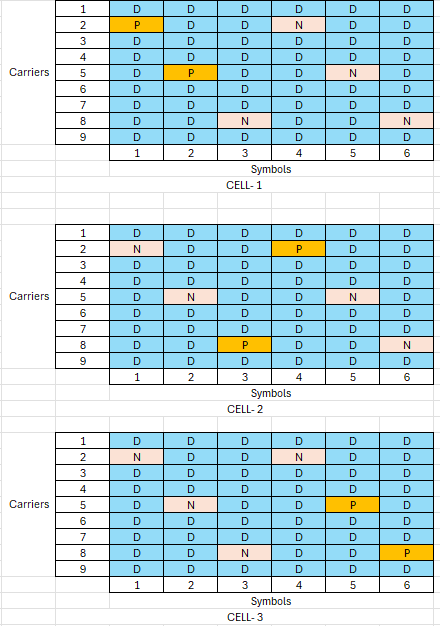 1 D D D D D D
2 P D D N D D
3 D D D D D D
4 D D D D D D
Carriers 5 D P D D N D
6 D D D D D D
7 D D D D D D
8 D D N D D N
9 D D D D D D
1 2 3 4 5 6
Symbols
CELL- 1
1 D D D D D D
2 N D D P D D
3 D D D D D D
4 D D D D D D
Carriers 5 D N D D N D
6 D D D D D D
7 D D D D D D
8 D D P D D N
9 D D D D D D
1 2 3 4 5 6
Symbols
CELL- 2
1 D D D D D D
2 N D D N D D
3 D D D D D D
4 D D D D D D
Carriers 5 D N D D P D
6 D D D D D D
7 D D D D D D
8 D D N D D P
9 D D D D D D
1 2 3 4 5 6
Symbols
CELL- 3